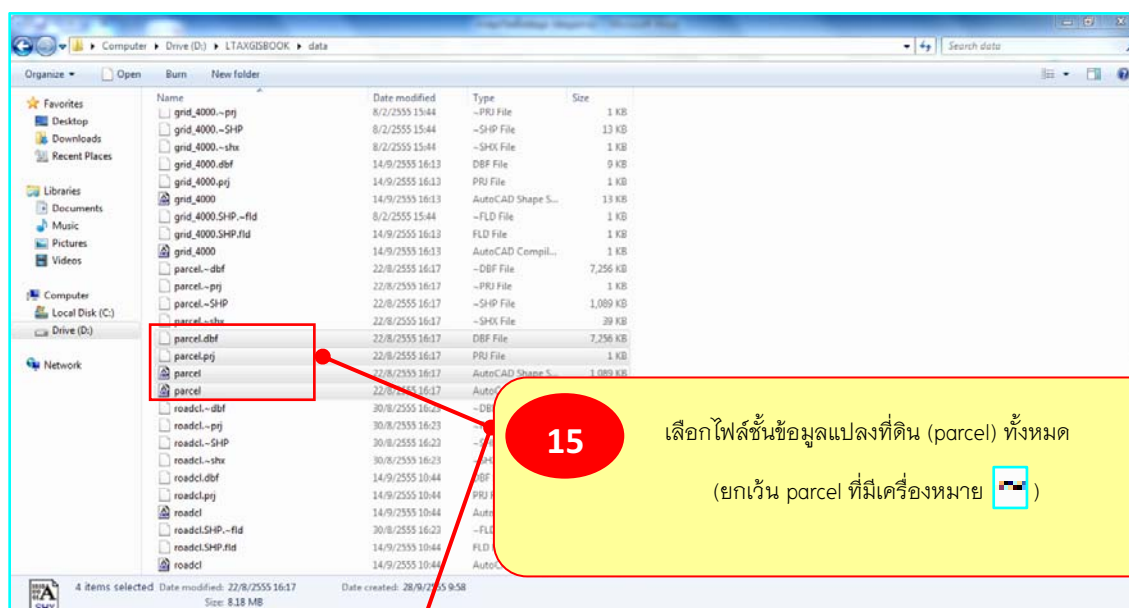 Computer ▸ Drive (D:) ▸ LTAXGISBOOK ▸ data
Search data
Organize Open Burn New folder
Favorites
Desktop
Downloads
Recent Places
Libraries
Documents
Music
Pictures
Videos
Computer
Local Disk (C:)
Drive (D:)
Network
Name Date modified Type Size
grid_4000.~prj 8/2/2555 15:44 ~PRJ File 1 KB
grid_4000.~SHP 8/2/2555 15:44 ~SHP File 13 KB
grid_4000.~shx 8/2/2555 15:44 ~SHX File 1 KB
grid_4000.dbf 14/9/2555 16:13 DBF File 9 KB
grid_4000.prj 14/9/2555 16:13 PRJ File 1 KB
grid_4000 14/9/2555 16:13 AutoCAD Shape S... 13 KB
grid_4000.SHP.~fld 8/2/2555 15:44 ~FLD File 1 KB
grid_4000.SHP.fld 14/9/2555 16:13 FLD File 1 KB
grid_4000 14/9/2555 16:13 AutoCAD Compil... 1 KB
parcel.~dbf 22/8/2555 16:17 ~DBF File 7,256 KB
parcel.~prj 22/8/2555 16:17 ~PRJ File 1 KB
parcel.~SHP 22/8/2555 16:17 ~SHP File 1,089 KB
parcel.~shx 22/8/2555 16:17 ~SHX File 39 KB
parcel.dbf 22/8/2555 16:17 DBF File 7,256 KB
parcel.prj 22/8/2555 16:17 PRJ File 1 KB
parcel 22/8/2555 16:17 AutoCAD Shape S... 1,089 KB
parcel 22/8/2555 16:17
roadcl.~dbf 30/8/2555 16:23
roadcl.~prj 30/8/2555 16:23
roadcl.~SHP 30/8/2555 16:23
roadcl.~shx 30/8/2555 16:23
roadcl.dbf 14/9/2555 10:44
roadcl.prj 14/9/2555 10:44
roadcl 14/9/2555 10:44
roadcl.SHP.~fld 30/8/2555 16:23
roadcl.SHP.fld 14/9/2555 10:44
roadcl 14/9/2555 10:44
15
เลือกไฟล์ชั้นข้อมูลแปลงที่ดิน (parcel) ทั้งหมด
(ยกเว้น parcel ที่มีเครื่องหมาย ~ )
4 items selected Date modified: 22/8/2555 16:17 Date created: 28/9/2555 9:58
Size: 8.18 MB